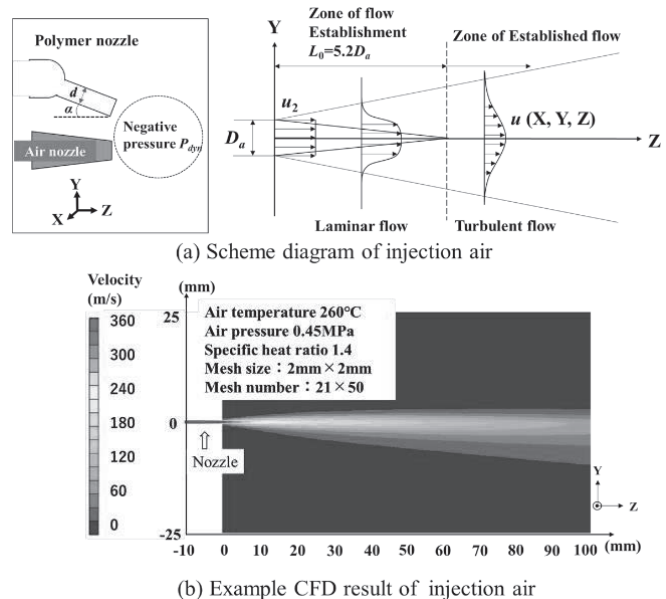 Polymer nozzle
d
α
Air nozzle
Negative
pressure P_dyn
Y
X
Z
Y
Zone of flow
Establishment
L₀=5.2Dₐ
Zone of Established flow
u₂
Dₐ
u (X, Y, Z)
Z
Laminar flow
Turbulent flow
(a) Scheme diagram of injection air
Velocity
(m/s)
360
300
240
180
120
60
0
(mm)
25
0
-25
Air temperature 260℃
Air pressure 0.45MPa
Specific heat ratio 1.4
Mesh size：2mm×2mm
Mesh number：21×50
Nozzle
Y
Z
-10 0 10 20 30 40 50 60 70 80 90 100 (mm)
(b) Example CFD result of injection air